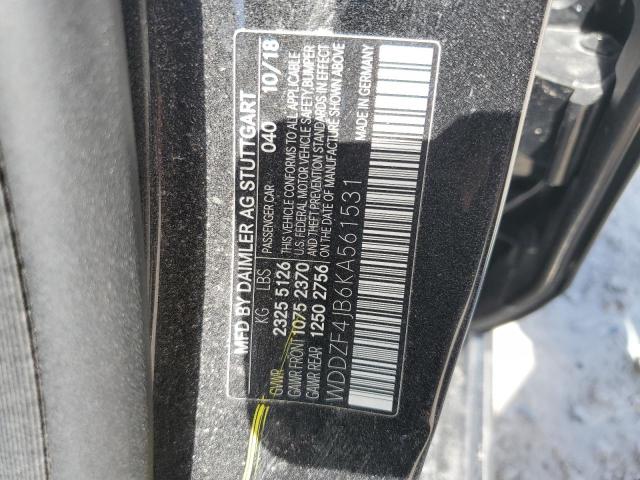 MFD BY DAIMLER AG STUTTGART
KG LBS PASSENGER CAR 040 10/18
GVWR 2325 5126 THIS VEHICLE CONFORMS TO ALL APPLICABLE
GAWR FRONT 1075 2370 U.S. FEDERAL MOTOR VEHICLE SAFETY,BUMPER
GAWR REAR 1250 2756 AND THEFT PREVENTION STANDARDS IN EFFECT
ON THE DATE OF MANUFACTURE SHOWN ABOVE
WDDZF4JB6KA561531 MADE IN GERMANY